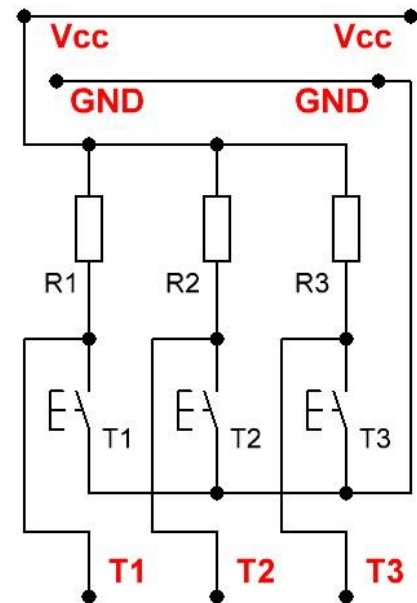 Vcc Vcc
GND GND
R1 R2 R3
T1 T2 T3
T1 T2 T3